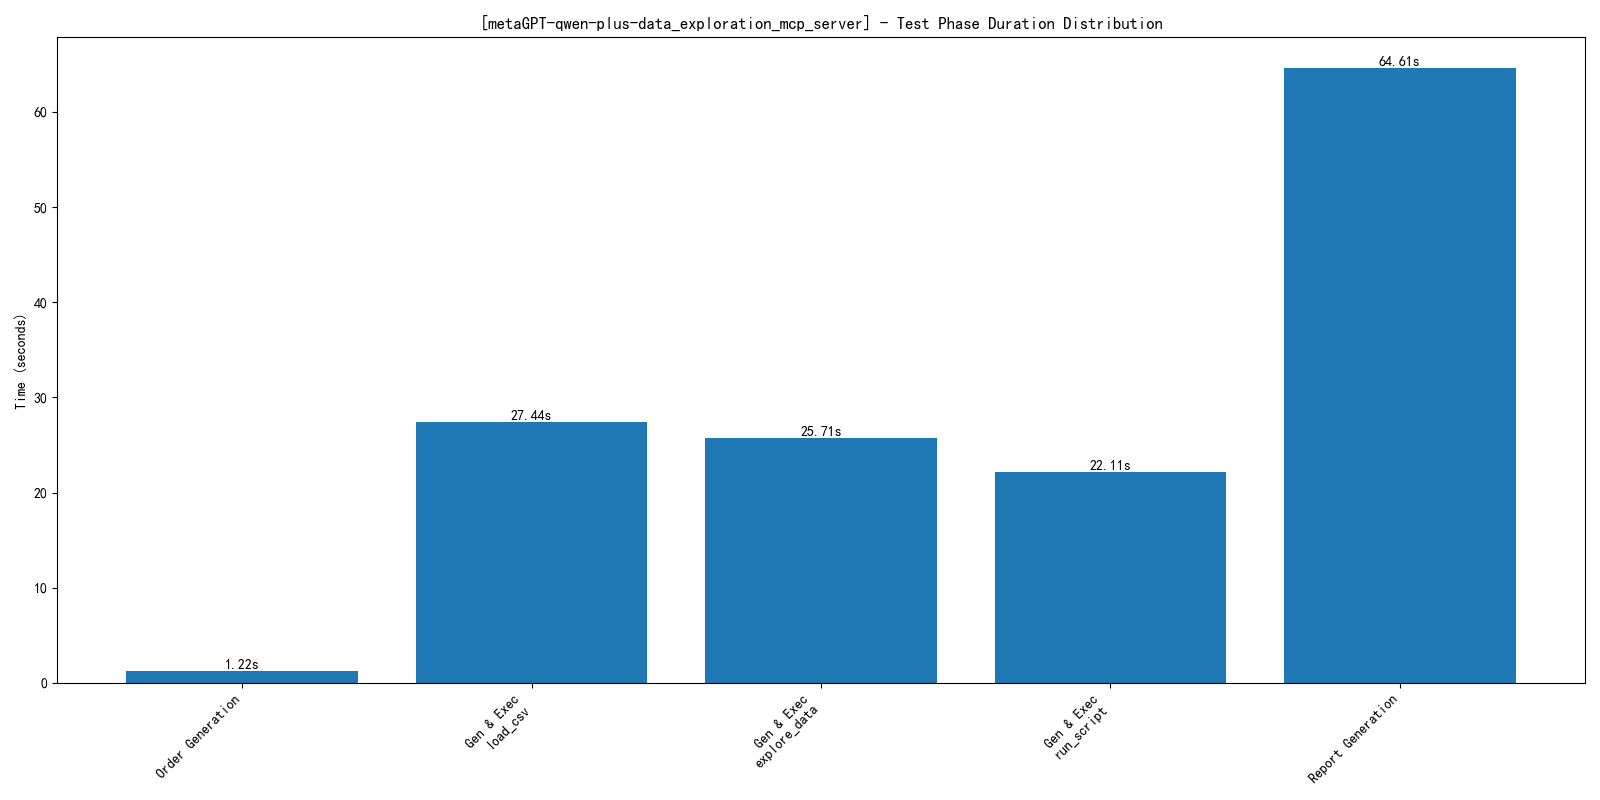 [metaGPT-qwen-plus-data_exploration_mcp_server] - Test Phase Duration Distribution
Time (seconds)
60
50
40
30
20
10
0
1.22s
27.44s
25.71s
22.11s
64.61s
Order Generation
Gen & Exec
load_csv
Gen & Exec
explore_data
Gen & Exec
run_script
Report Generation